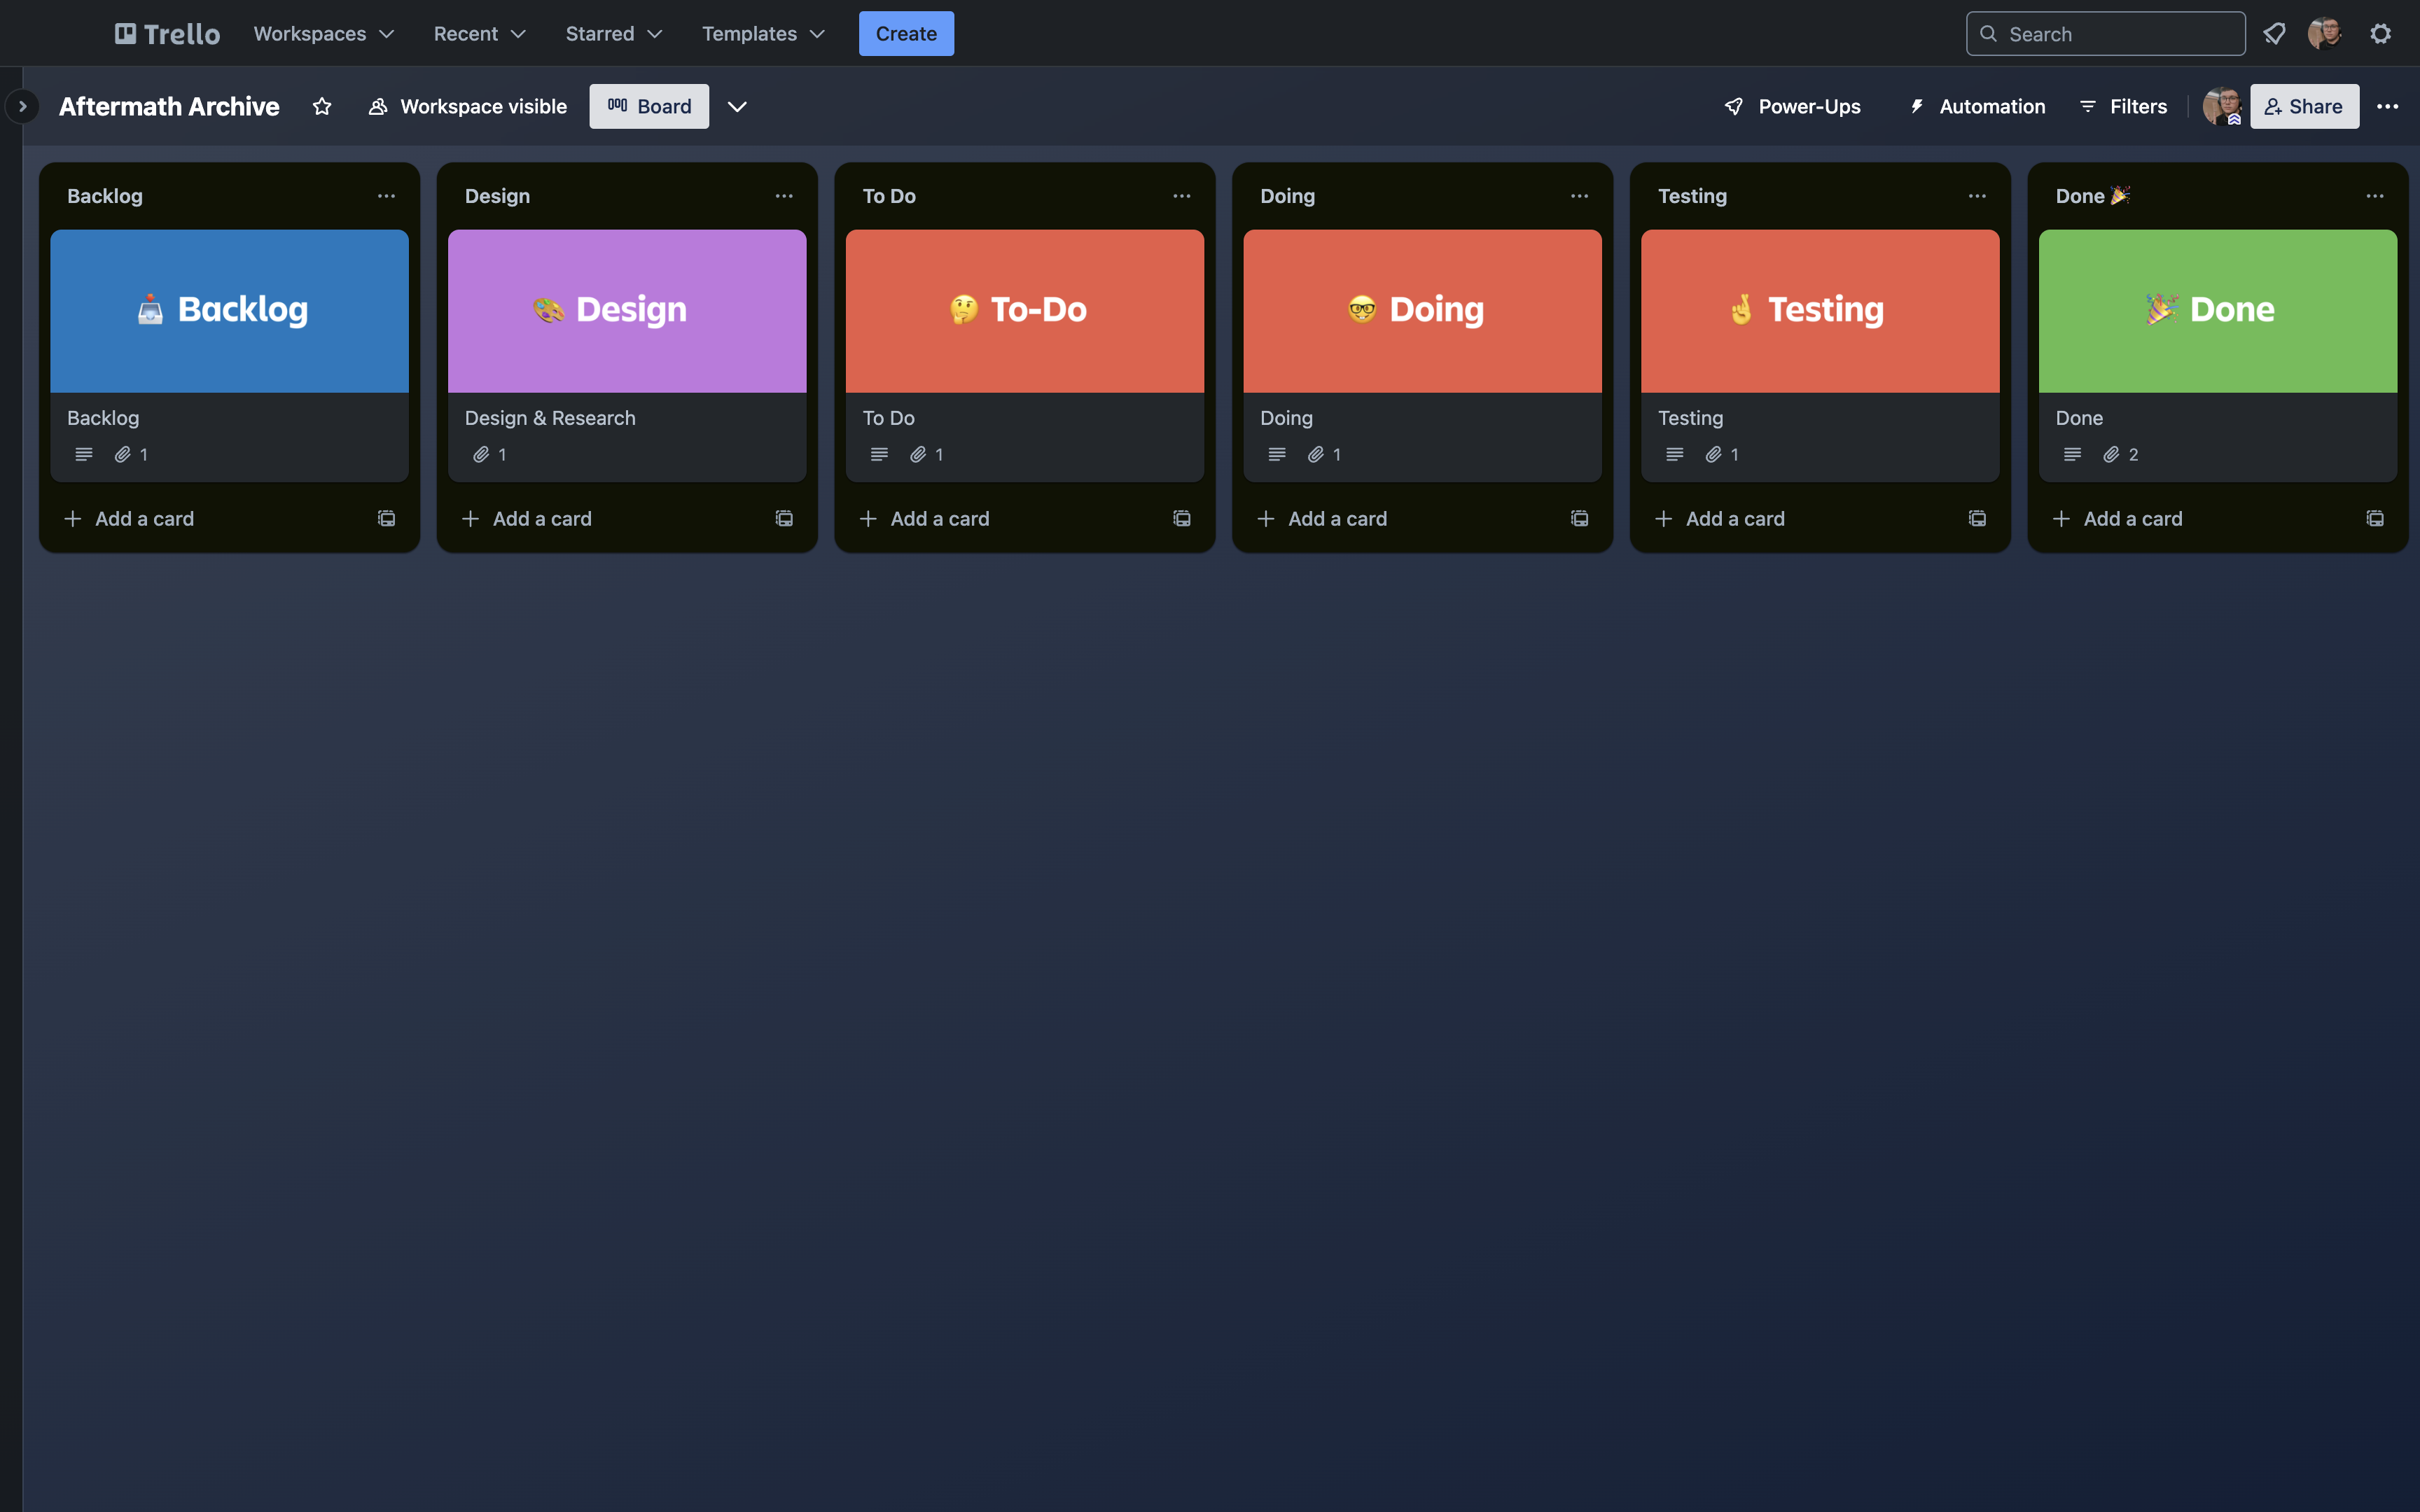 Trello Workspaces Recent Starred Templates Create Search
Aftermath Archive Workspace visible Board Power-Ups Automation Filters Share
Backlog
Backlog
Backlog
1
Add a card
Design
Design
Design & Research
1
Add a card
To Do
To-Do
To Do
1
Add a card
Doing
Doing
Doing
1
Add a card
Testing
Testing
Testing
1
Add a card
Done 🎉
Done
Done
2
Add a card